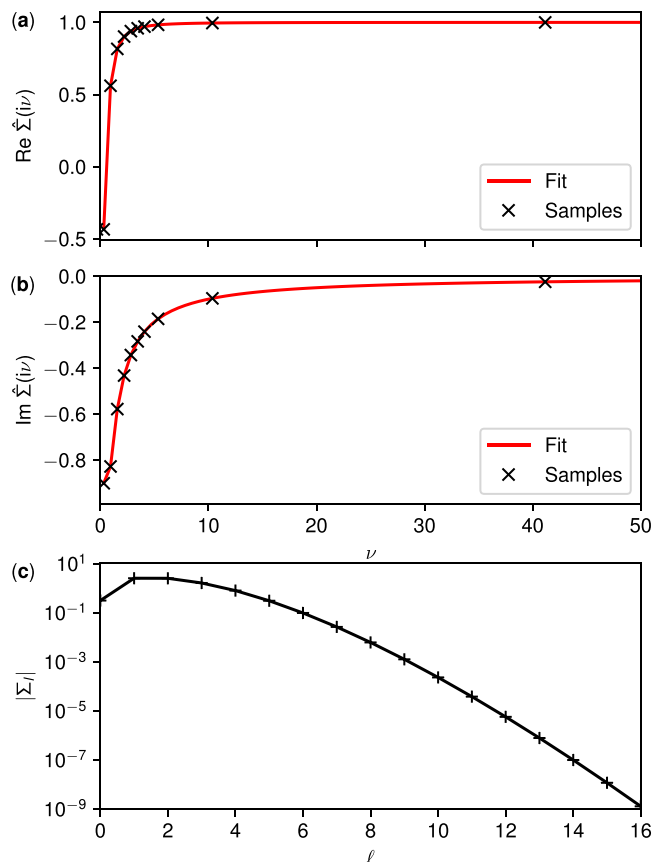 (a)
1.0
0.5
0.0
−0.5
Re Σ̂(iν)
Fit
Samples
(b)
0.0
−0.2
−0.4
−0.6
−0.8
Im Σ̂(iν)
Fit
Samples
0 10 20 30 40 50
ν
(c)
10¹
10⁻¹
10⁻³
10⁻⁵
10⁻⁷
10⁻⁹
|Σ_l|
0 2 4 6 8 10 12 14 16
ℓ